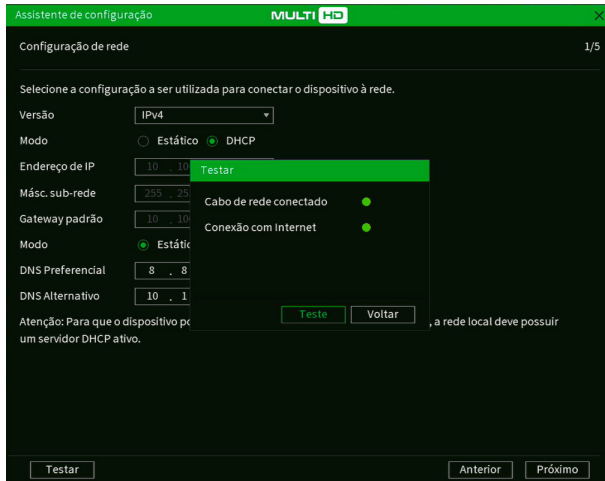 Assistente de configuração
MULTI HD
Configuração de rede 1/5
Selecione a configuração a ser utilizada para conectar o dispositivo à rede.
Versão IPv4
Modo Estático DHCP
Endereço de IP 10 .
Testar
Másc. sub-rede 255 .
Cabo de rede conectado
Gateway padrão 10 .
Conexão com Internet
Modo
DNS Preferencial 8 . 8
DNS Alternativo 10 . 1
Teste Voltar
Atenção: Para que o , a rede local deve possuir
um servidor DHCP ativo.
Testar Anterior Próximo